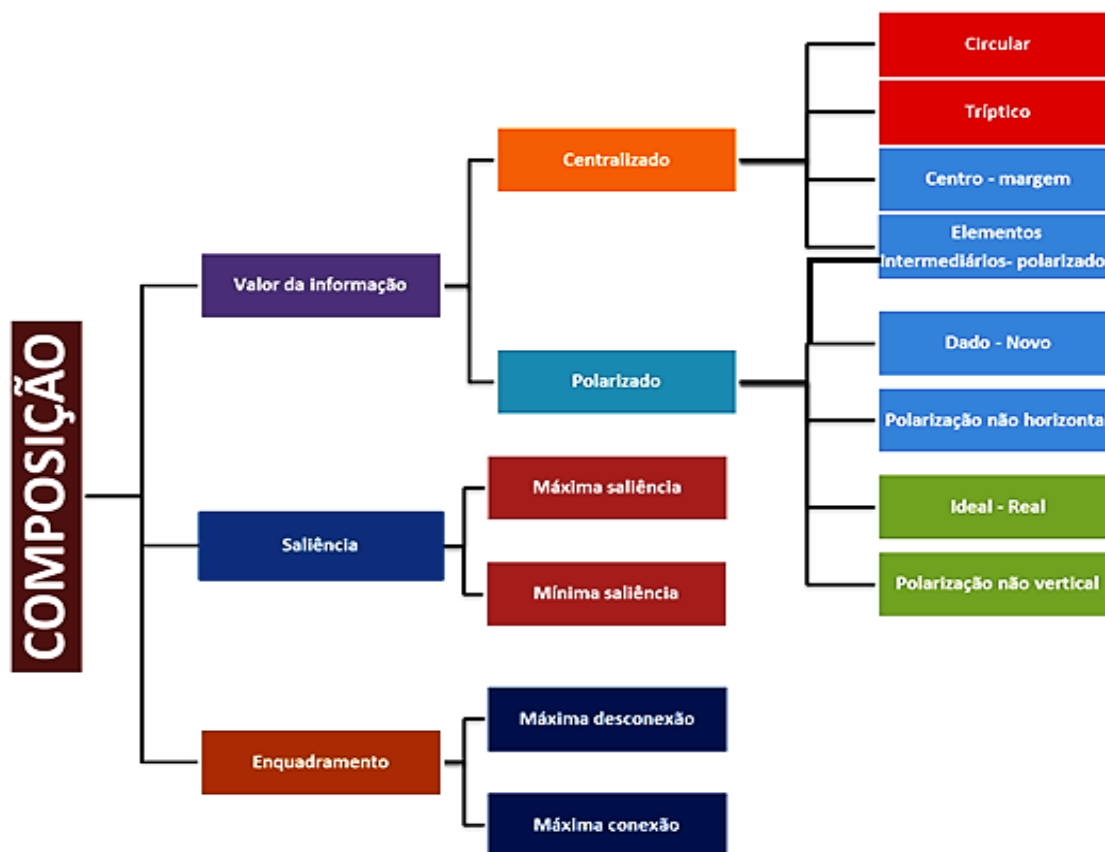 COMPOSIÇÃO
Valor da informação
Centralizado
Circular
Tríptico
Centro - margem
Elementos
Intermediários- polarizado
Polarizado
Dado - Novo
Polarização não horizonta
Ideal - Real
Polarização não vertical
Saliência
Máxima saliência
Mínima saliência
Enquadramento
Máxima desconexão
Máxima conexão